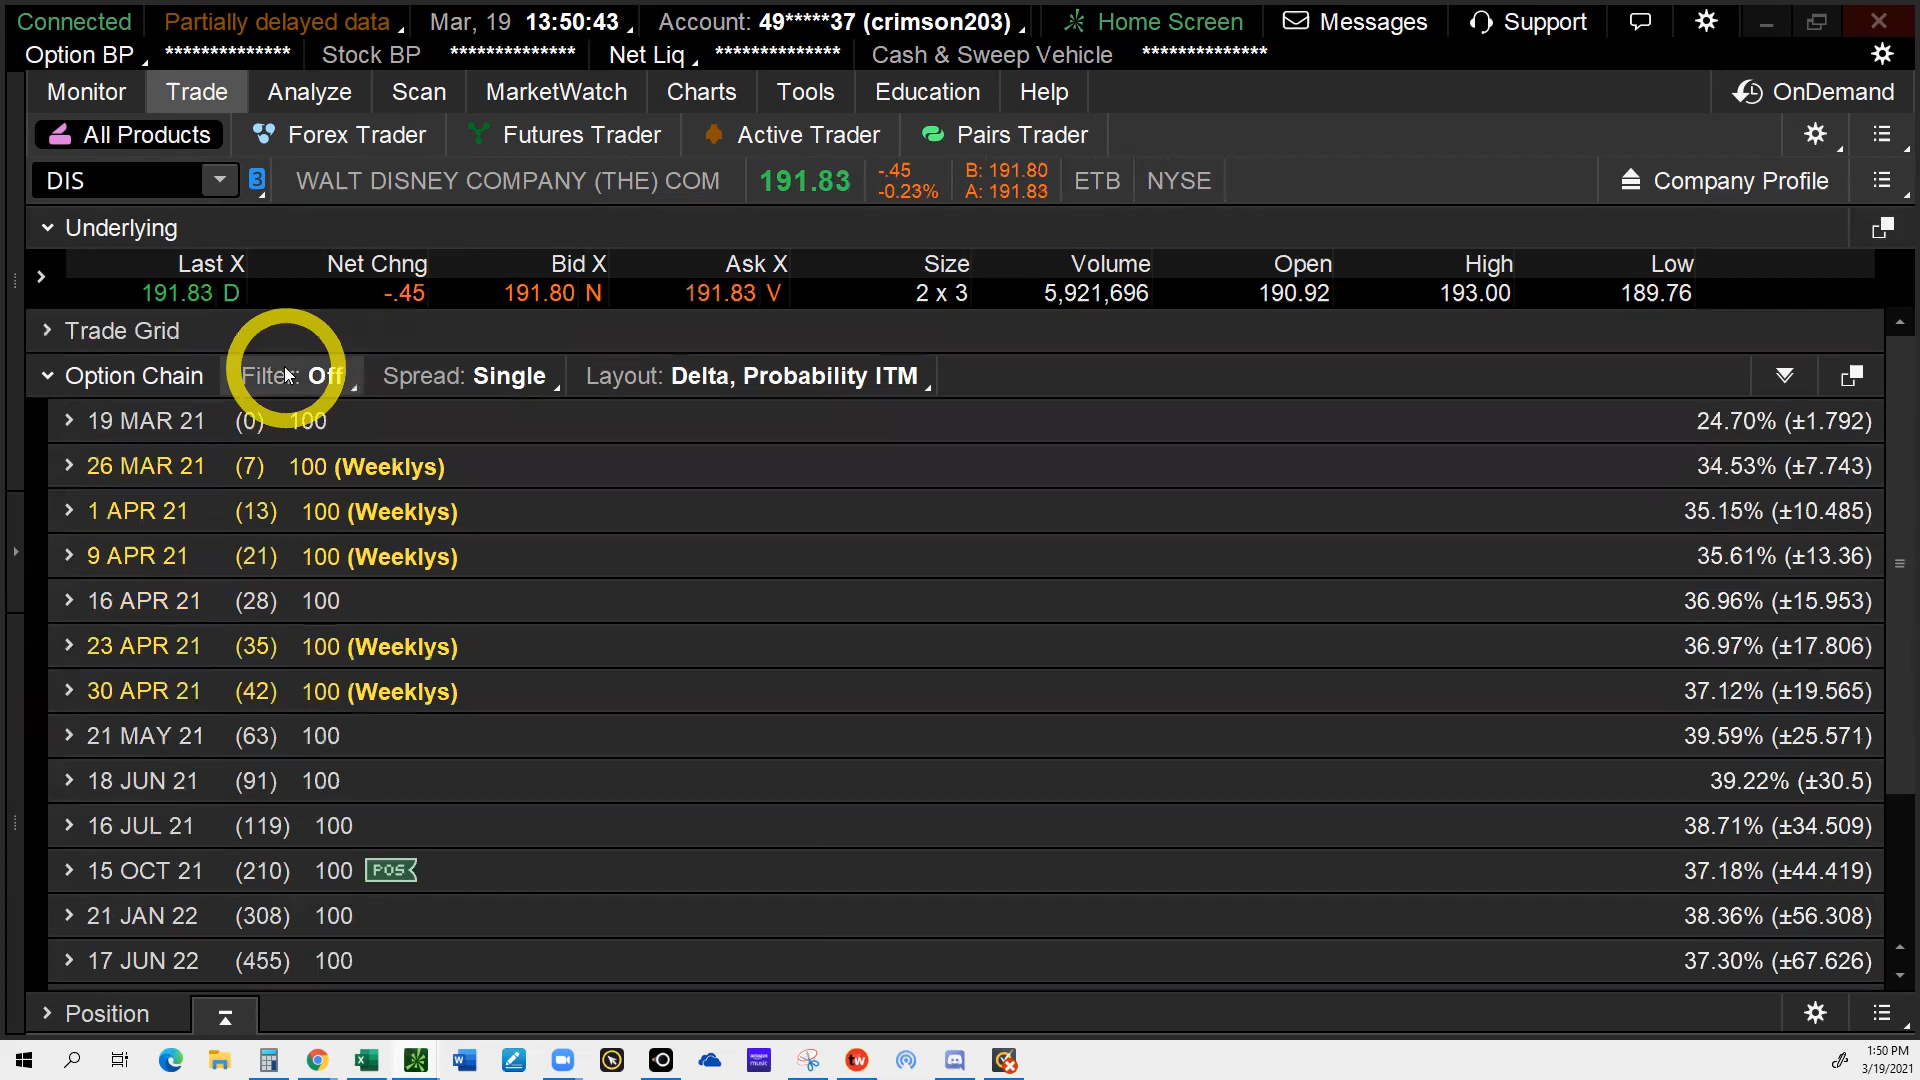 Connected Partially delayed data Mar, 19 13:50:43 Account: 49*****37 (crimson203) Home Screen Messages Support
Option BP ************** Stock BP ************** Net Liq ************** Cash & Sweep Vehicle **************
Monitor Trade Analyze Scan MarketWatch Charts Tools Education Help OnDemand
All Products Forex Trader Futures Trader Active Trader Pairs Trader
DIS 3 WALT DISNEY COMPANY (THE) COM 191.83 -.45 -0.23% B: 191.80 A: 191.83 ETB NYSE Company Profile
Underlying
Last X Net Chng Bid X Ask X Size Volume Open High Low
191.83 D -.45 191.80 N 191.83 V 2 x 3 5,921,696 190.92 193.00 189.76
Trade Grid
Option Chain Filter: Off Spread: Single Layout: Delta, Probability ITM
19 MAR 21 (0) 100 24.70% (±1.792)
26 MAR 21 (7) 100 (Weeklys) 34.53% (±7.743)
1 APR 21 (13) 100 (Weeklys) 35.15% (±10.485)
9 APR 21 (21) 100 (Weeklys) 35.61% (±13.36)
16 APR 21 (28) 100 36.96% (±15.953)
23 APR 21 (35) 100 (Weeklys) 36.97% (±17.806)
30 APR 21 (42) 100 (Weeklys) 37.12% (±19.565)
21 MAY 21 (63) 100 39.59% (±25.571)
18 JUN 21 (91) 100 39.22% (±30.5)
16 JUL 21 (119) 100 38.71% (±34.509)
15 OCT 21 (210) 100 POS 37.18% (±44.419)
21 JAN 22 (308) 100 38.36% (±56.308)
17 JUN 22 (455) 100 37.30% (±67.626)
Position
1:50 PM
3/19/2021